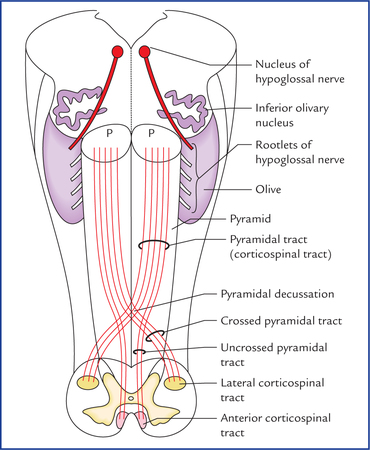 Nucleus of
hypoglossal nerve
Inferior olivary
nucleus
P
P
Rootlets of
hypoglossal nerve
Olive
Pyramid
Pyramidal tract
(corticospinal tract)
Pyramidal decussation
Crossed pyramidal tract
Uncrossed pyramidal
tract
Lateral corticospinal
tract
Anterior corticospinal
tract